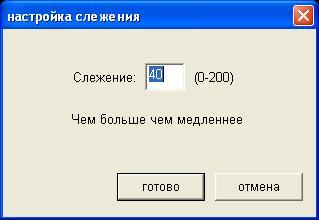 настройка слежения
Слежение: 40 (0-200)
Чем больше чем медленнее
готово отмена